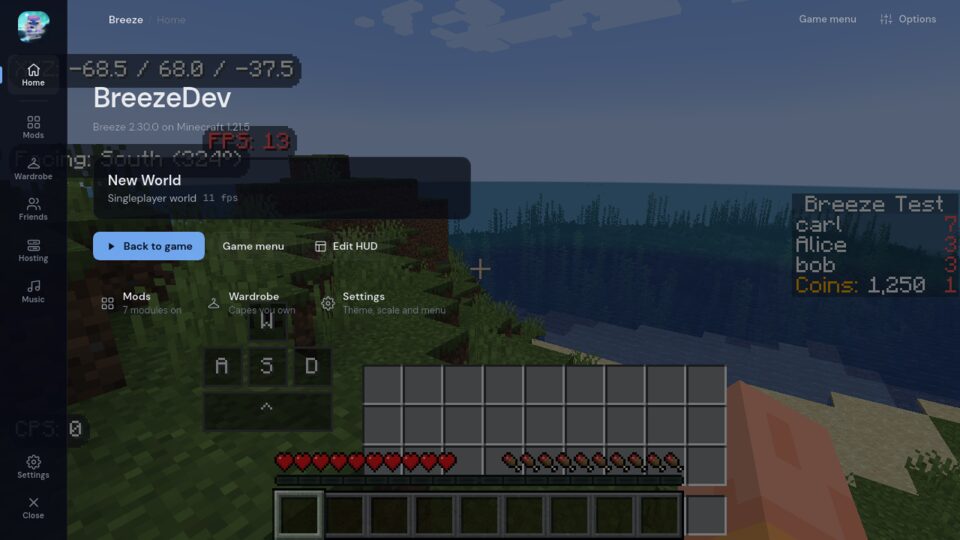 Breeze / Home
Game menu
Options
XYZ: -68.5 / 68.0 / -37.5
Home
BreezeDev
Breeze 2.30.0 on Minecraft 1.21.5
FPS: 13
Mods
Facing: South (324°)
Wardrobe
New World
Singleplayer world 11 fps
Friends
Breeze Test
carl 7
Alice 3
bob 3
Coins: 1,250 1
Hosting
Back to game
Game menu
Edit HUD
Music
Mods
7 modules on
Wardrobe
Capes you own
Settings
Theme, scale and menu
W
A S D
^
CPS: 0
Settings
Close